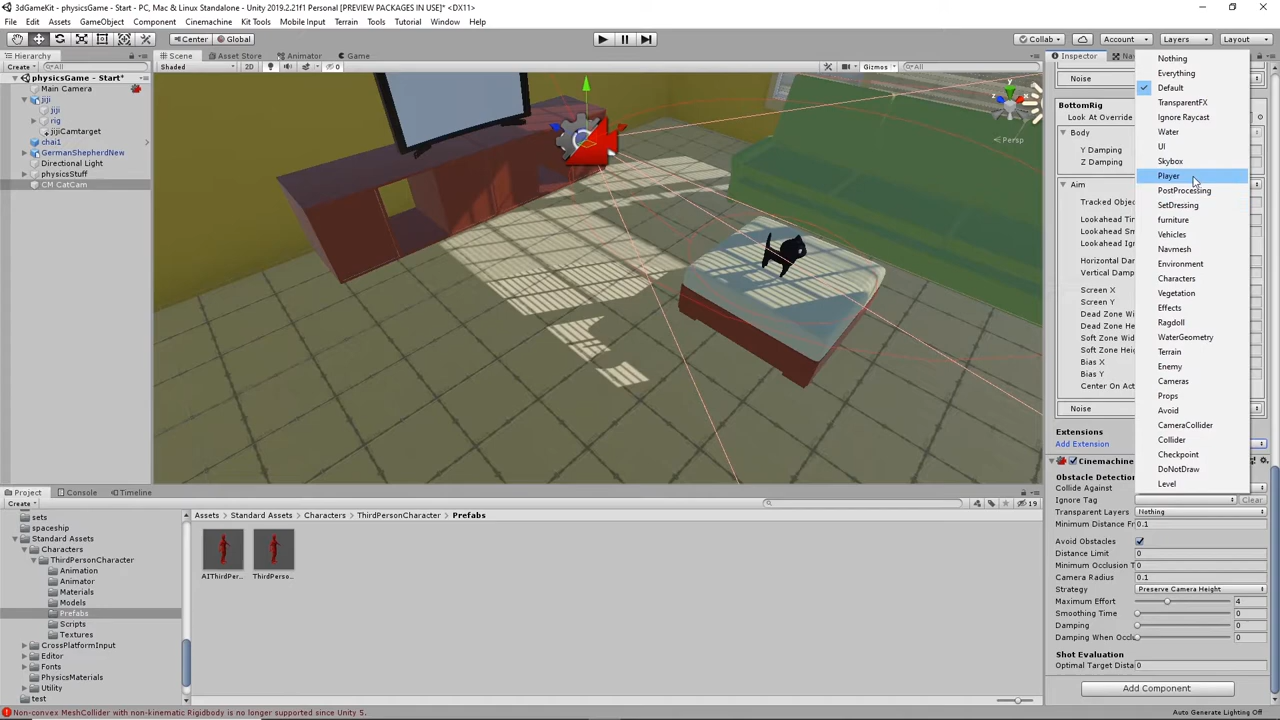 3dGameKit - physicsGame - Start - PC, Mac & Linux Standalone - Unity 2019.2.21f1 Personal [PREVIEW PACKAGES IN USE]* <DX11>
File Edit Assets GameObject Component Cinemachine Kit Tools Mobile Input Terrain Tools Tutorial Window Help
Center Global Collab Account Layers Layout
Hierarchy
Create All
physicsGame - Start*
Main Camera
jiji
jiji
rig
jijiCamtarget
chai1
GermanShepherdNew
Directional Light
physicsStuff
CM CatCam
Scene Asset Store Animator Game
Shaded 2D 0 Gizmos All
y
Persp
Inspector
Noise
BottomRig
Look At Override
Body
Y Damping
Z Damping
Aim
Tracked Objec
Lookahead Tir
Lookahead Sm
Lookahead Ign
Horizontal Da
Vertical Damp
Screen X
Screen Y
Dead Zone Wi
Dead Zone He
Soft Zone Wid
Soft Zone Heig
Bias X
Bias Y
Center On Act
Noise
Extensions
Add Extension
Cinemachine
Obstacle Detection
Collide Against
Ignore Tag Clear
Transparent Layers Nothing
Minimum Distance Fr 0.1
Avoid Obstacles
Distance Limit 0
Minimum Occlusion T 0
Camera Radius 0.1
Strategy Preserve Camera Height
Maximum Effort 4
Smoothing Time 0
Damping 0
Damping When Occlu 0
Shot Evaluation
Optimal Target Dista 0
Add Component
Nothing
Everything
Default
TransparentFX
Ignore Raycast
Water
UI
Skybox
Player
PostProcessing
SetDressing
furniture
Vehicles
Navmesh
Environment
Characters
Vegetation
Effects
Ragdoll
WaterGeometry
Terrain
Enemy
Cameras
Props
Avoid
CameraCollider
Collider
Checkpoint
DoNotDraw
Level
Project Console Timeline
Create 19
sets
spaceship
Standard Assets
Characters
ThirdPersonCharacter
Animation
Animator
Materials
Models
Prefabs
Scripts
Textures
CrossPlatformInput
Editor
Fonts
PhysicsMaterials
Utility
test
Assets Standard Assets Characters ThirdPersonCharacter Prefabs
AIThirdPer... ThirdPerso...
Non-convex MeshCollider with non-kinematic Rigidbody is no longer supported since Unity 5.
Auto Generate Lighting Off